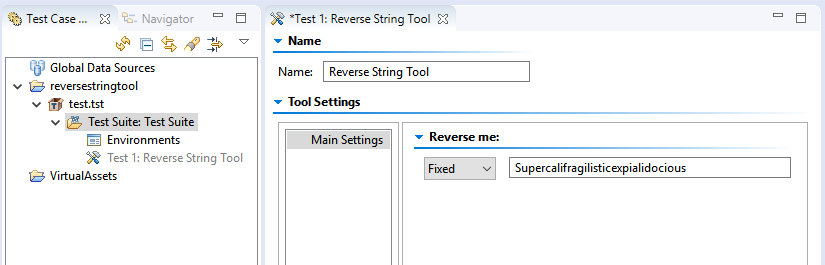 Test Case ...
Navigator
Global Data Sources
reversestringtool
test.tst
Test Suite: Test Suite
Environments
Test 1: Reverse String Tool
VirtualAssets
*Test 1: Reverse String Tool
Name
Name: Reverse String Tool
Tool Settings
Main Settings
Reverse me:
Fixed Supercalifragilisticexpialidocious